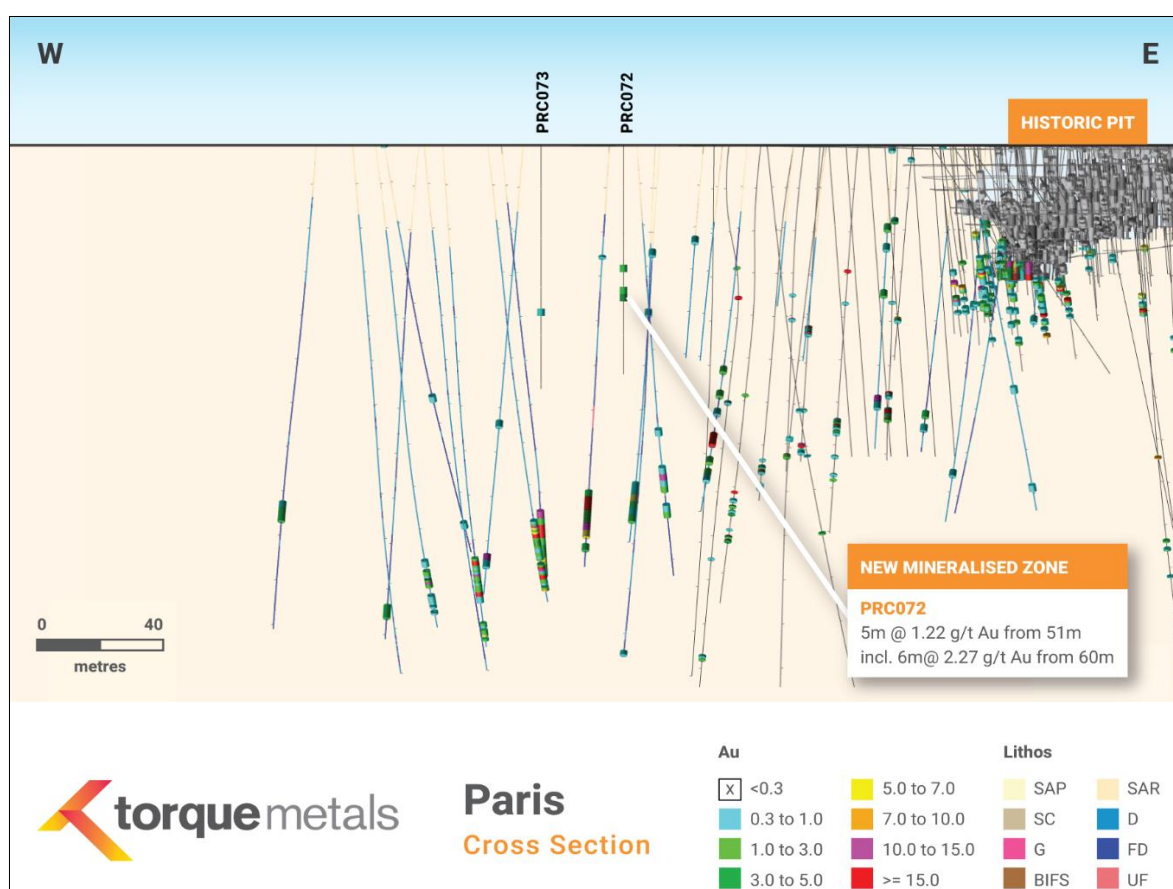 W
E
PRC073
PRC072
HISTORIC PIT
NEW MINERALISED ZONE
PRC072
5m @ 1.22 g/t Au from 51m
incl. 6m@ 2.27 g/t Au from 60m
0 40
metres
torquemetals
Paris
Cross Section
Au
X <0.3
0.3 to 1.0
1.0 to 3.0
3.0 to 5.0
5.0 to 7.0
7.0 to 10.0
10.0 to 15.0
>= 15.0
Lithos
SAP
SC
G
BIFS
SAR
D
FD
UF